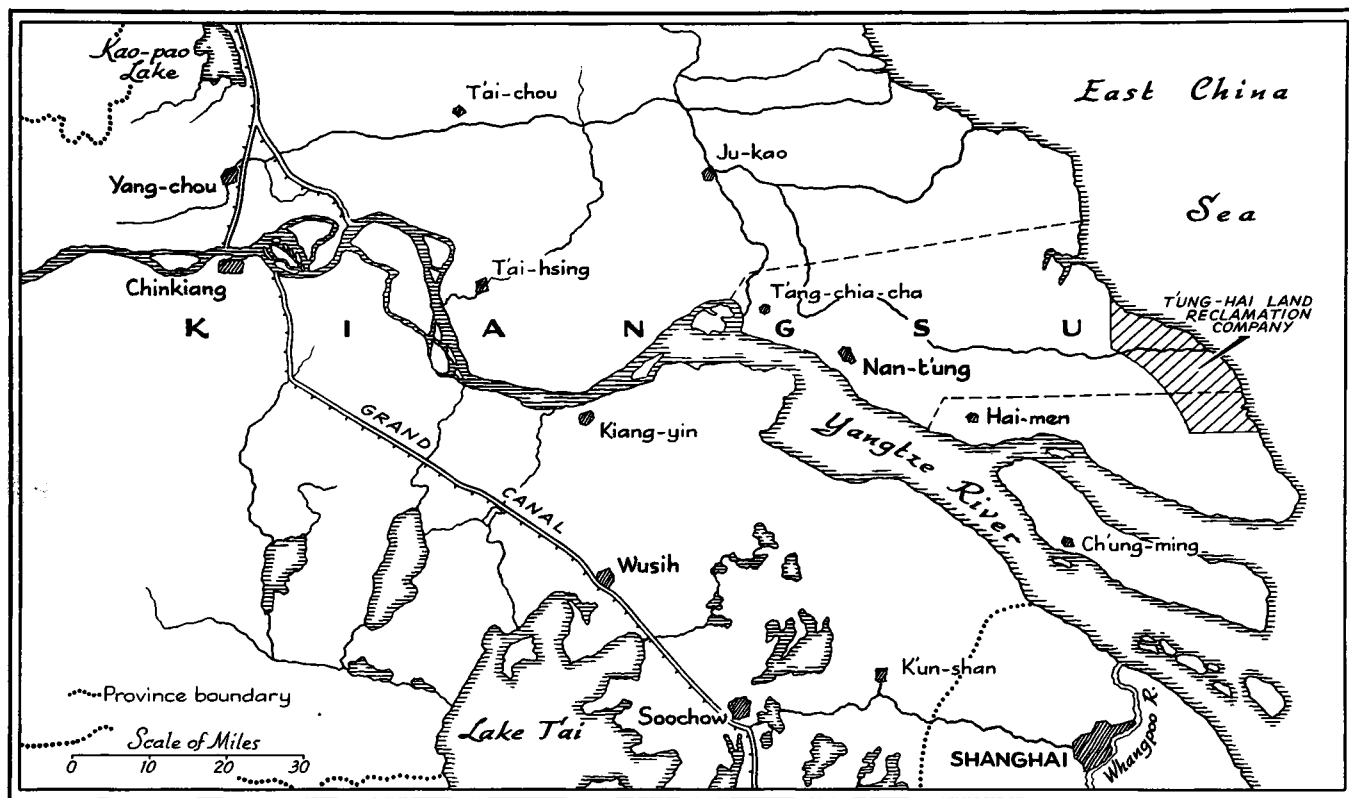 Kao-pao
Lake
T'ai-chou
East China
Ju-kao
Yang-chou
Sea
T'ai-hsing
Chinkiang
T'ang-chia-cha
T'UNG-HAI LAND
RECLAMATION
COMPANY
K I A N G S U
Nan-t'ung
Hai-men
GRAND
Kiang-yin
Yangtze River
CANAL
Ch'ung-ming
Wusih
K'un-shan
Province boundary
Soochow
Lake T'ai
Scale of Miles
SHANGHAI
Whangpoo R.
0 10 20 30